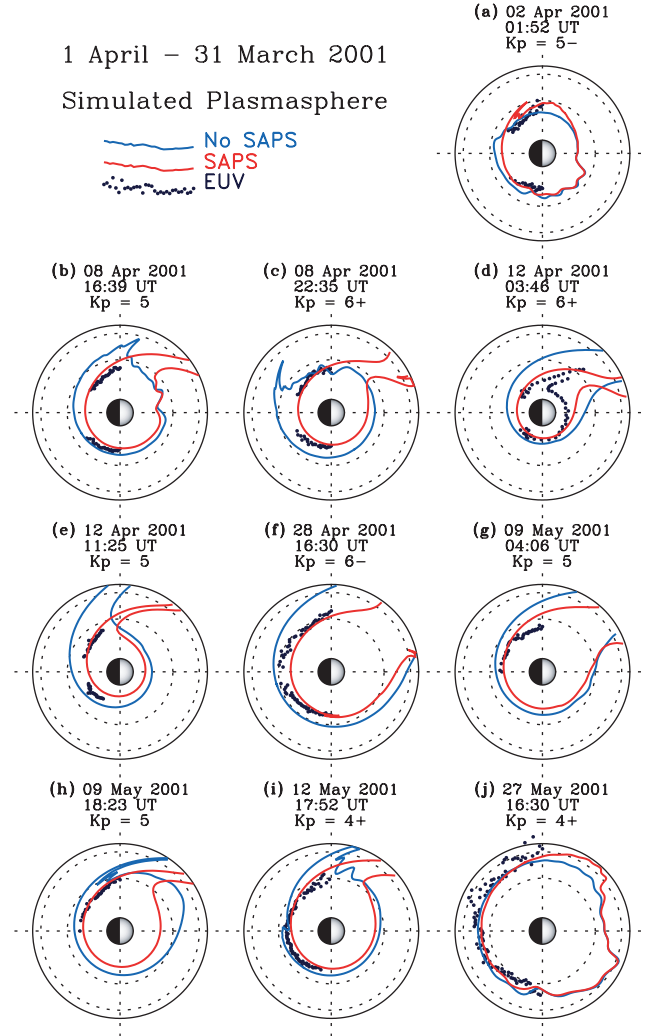 (a) 02 Apr 2001
01:52 UT
Kp = 5-
1 April - 31 March 2001
Simulated Plasmasphere
No SAPS
SAPS
EUV
(b) 08 Apr 2001
16:39 UT
Kp = 5
(c) 08 Apr 2001
22:35 UT
Kp = 6+
(d) 12 Apr 2001
03:46 UT
Kp = 6+
(e) 12 Apr 2001
11:25 UT
Kp = 5
(f) 28 Apr 2001
16:30 UT
Kp = 6-
(g) 09 May 2001
04:06 UT
Kp = 5
(h) 09 May 2001
18:23 UT
Kp = 5
(i) 12 May 2001
17:52 UT
Kp = 4+
(j) 27 May 2001
16:30 UT
Kp = 4+